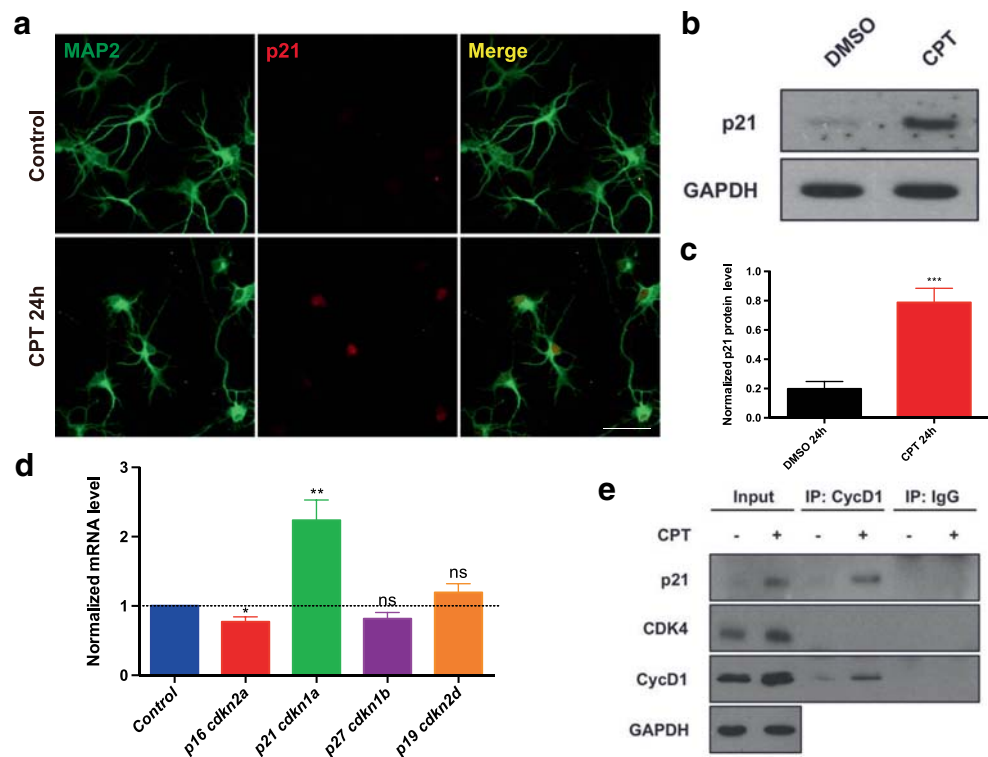 a
MAP2
p21
Merge
Control
CPT 24h
b
DMSO
CPT
p21
GAPDH
c
Normalized p21 protein level
1.0
0.8
0.6
0.4
0.2
0.0
***
DMSO 24h
CPT 24h
d
Normalized mRNA level
3
2
1
0
*
**
ns
ns
Control
p16 cdkn2a
p21 cdkn1a
p27 cdkn1b
p19 cdkn2d
e
Input IP: CycD1 IP: IgG
CPT - + - + - +
p21
CDK4
CycD1
GAPDH